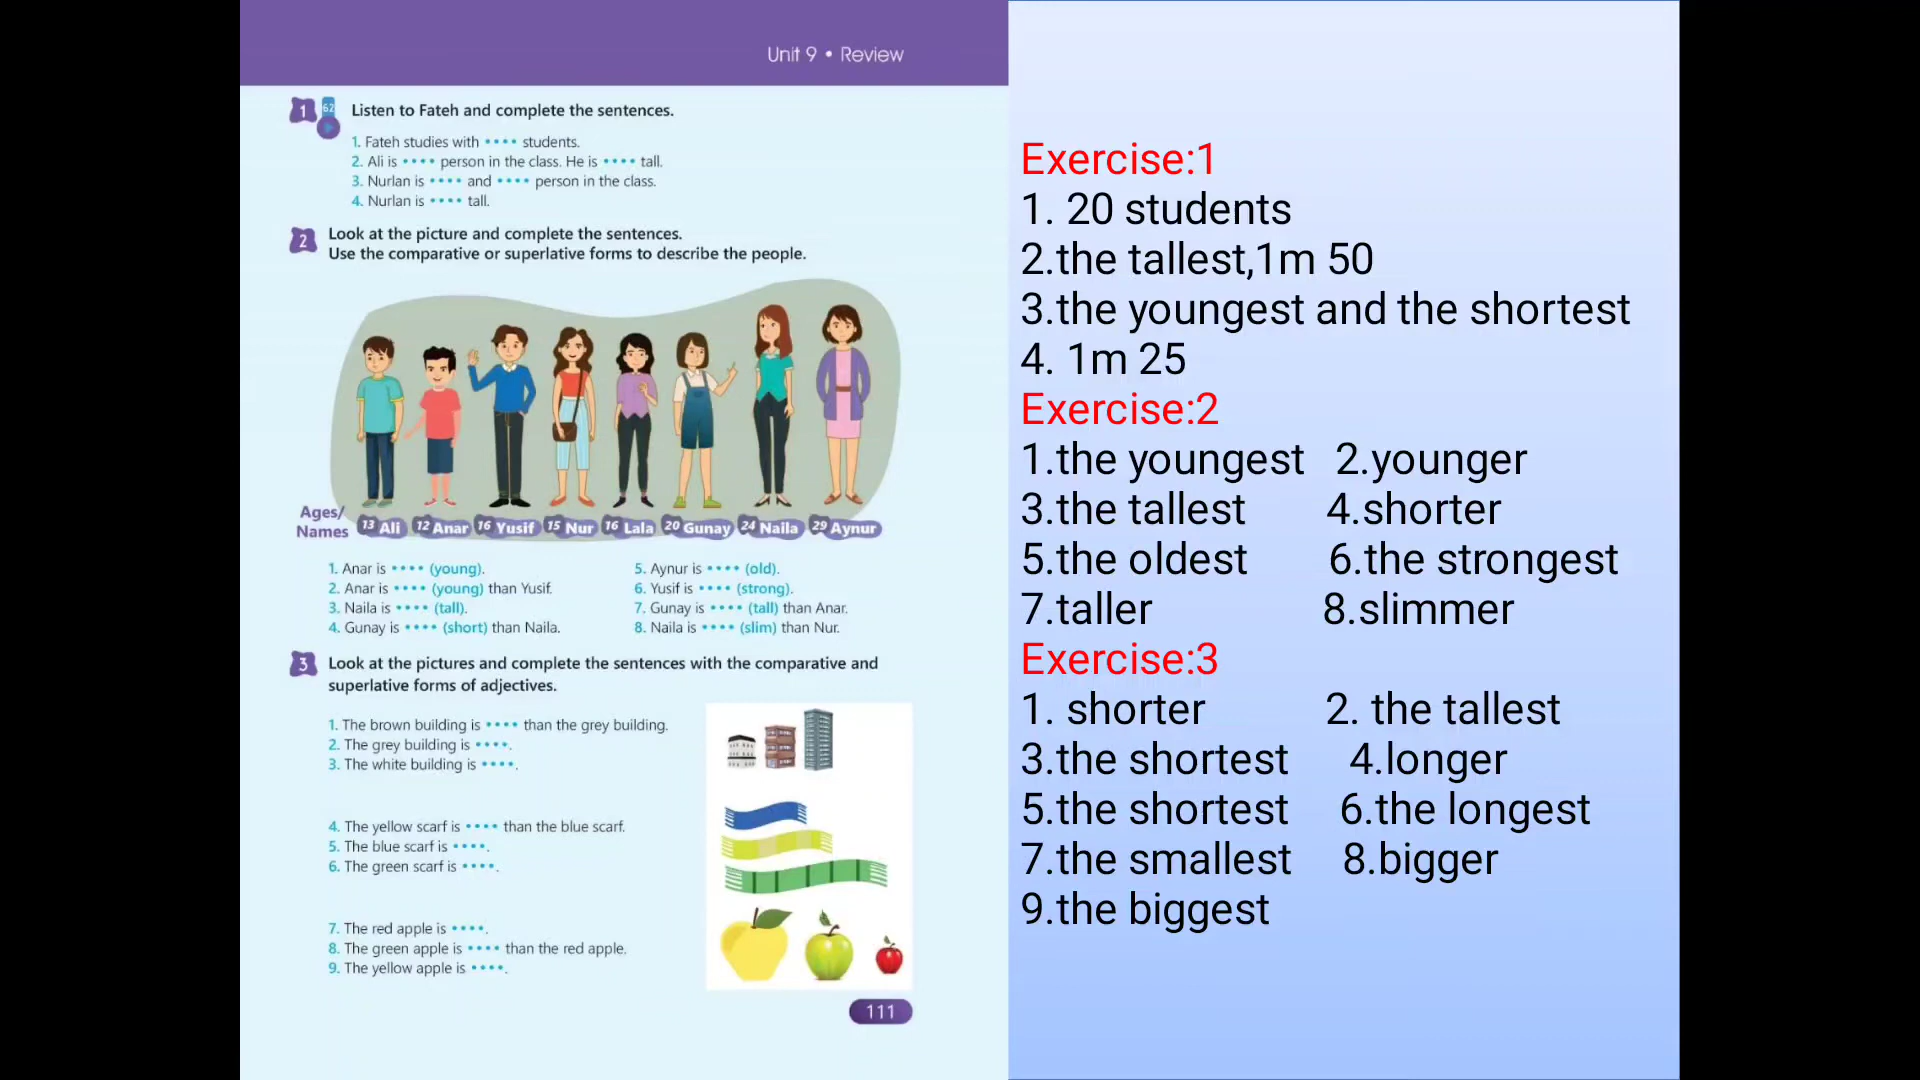 Unit 9 • Review
1
62
Listen to Fateh and complete the sentences.
1. Fateh studies with •••• students.
2. Ali is •••• person in the class. He is •••• tall.
3. Nurlan is •••• and •••• person in the class.
4. Nurlan is •••• tall.
2
Look at the picture and complete the sentences.
Use the comparative or superlative forms to describe the people.
Ages/
Names
13 Ali 12 Anar 16 Yusif 15 Nur 16 Lala 20 Gunay 24 Naila 29 Aynur
1. Anar is •••• (young).
2. Anar is •••• (young) than Yusif.
3. Naila is •••• (tall).
4. Gunay is •••• (short) than Naila.
5. Aynur is •••• (old).
6. Yusif is •••• (strong).
7. Gunay is •••• (tall) than Anar.
8. Naila is •••• (slim) than Nur.
3
Look at the pictures and complete the sentences with the comparative and
superlative forms of adjectives.
1. The brown building is •••• than the grey building.
2. The grey building is ••••.
3. The white building is ••••.
4. The yellow scarf is •••• than the blue scarf.
5. The blue scarf is ••••.
6. The green scarf is ••••.
7. The red apple is ••••.
8. The green apple is •••• than the red apple.
9. The yellow apple is ••••.
111
Exercise:1
1. 20 students
2.the tallest,1m 50
3.the youngest and the shortest
4. 1m 25
Exercise:2
1.the youngest 2.younger
3.the tallest 4.shorter
5.the oldest 6.the strongest
7.taller 8.slimmer
Exercise:3
1. shorter 2. the tallest
3.the shortest 4.longer
5.the shortest 6.the longest
7.the smallest 8.bigger
9.the biggest